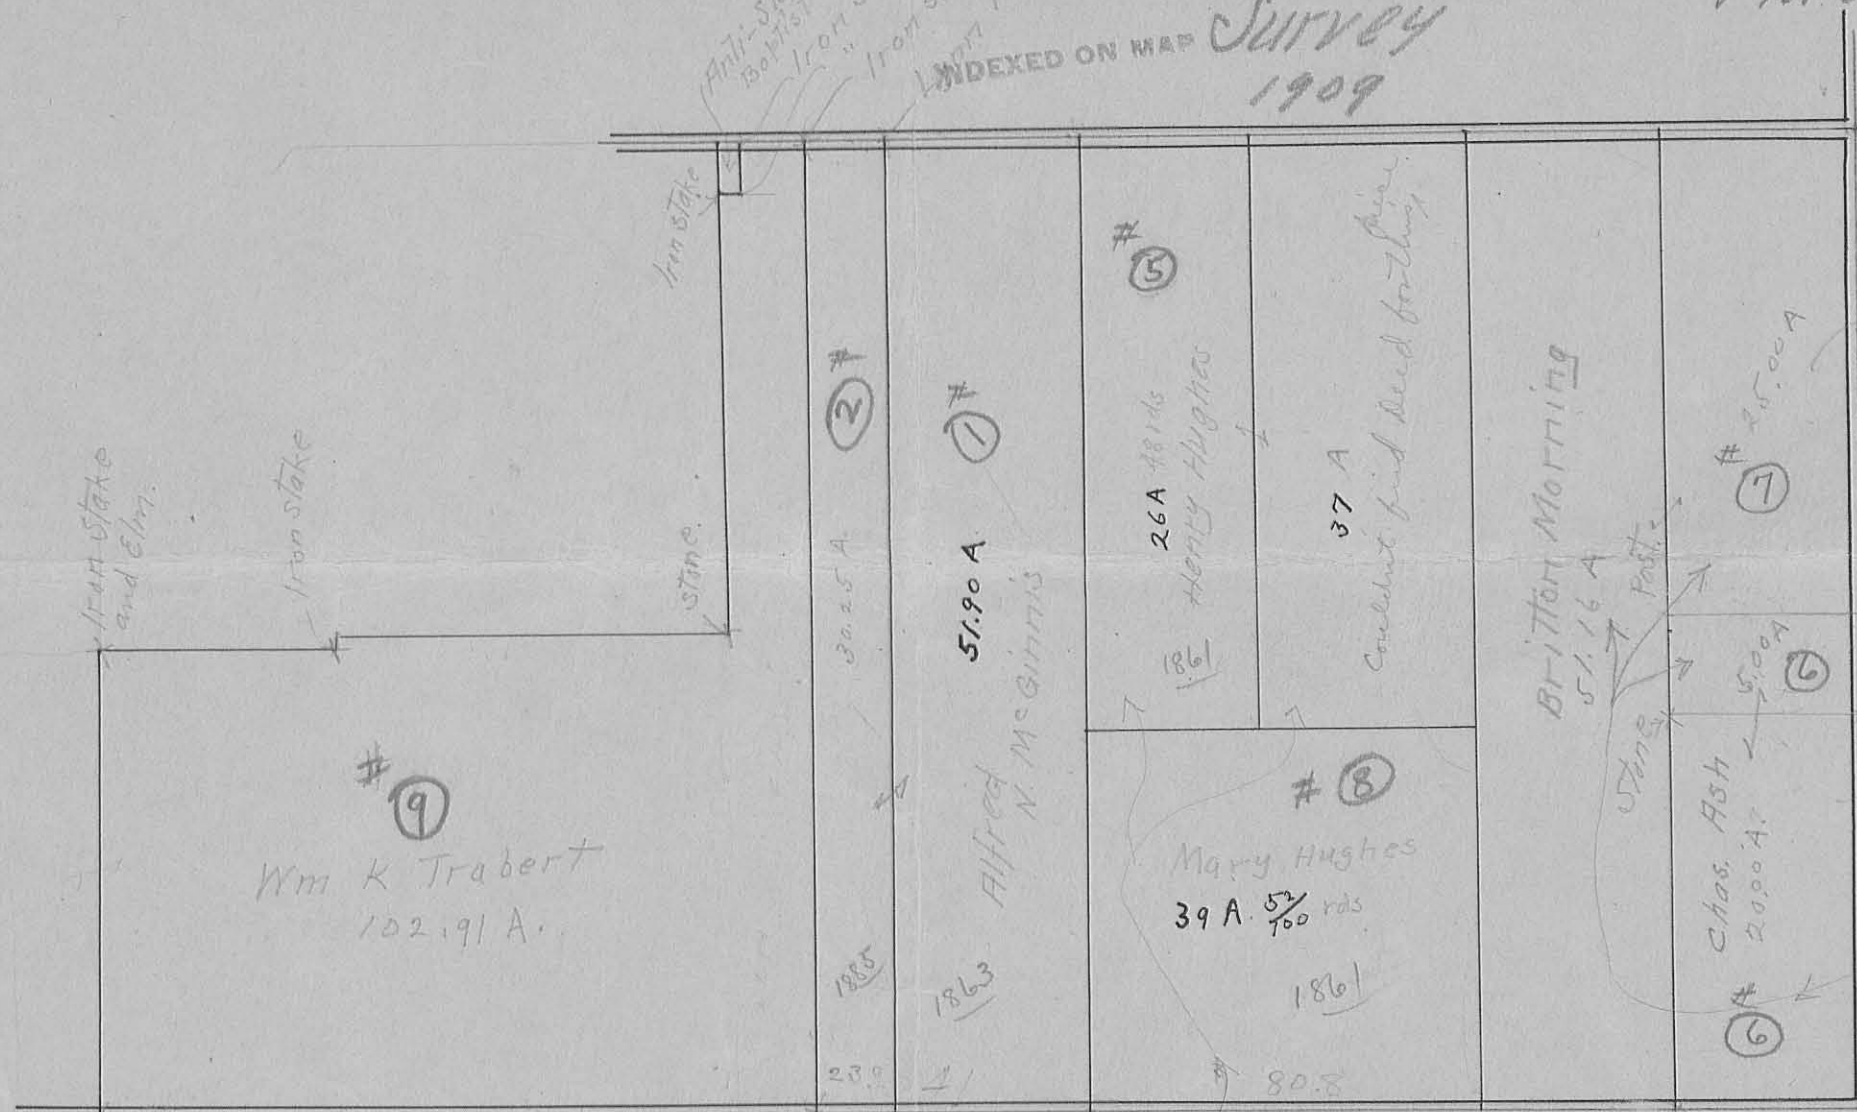 Survey
1909
INDEXED ON MAP
Anti-
Iron
"
Iron
Iron stake
Iron stake
and Elm.
Iron stake
Stone.
# 9
Wm K Trabert
102.91 A.
# 2
30.25 A.
1885
# 1
51.90 A
Alfred
N. McGinnis
1863
# 5
26 A 48 rds
Henry Hughes
1861
37 A
Couldn't find Deed for this
# 8
Mary Hughes
39 A. 52/100 rds
1861
80.8
Britton Morning
51.16 A
Post.
Stone
# 7
25.00 A
5.00 A
6
Chas. Ash
20.00 A.
# 6